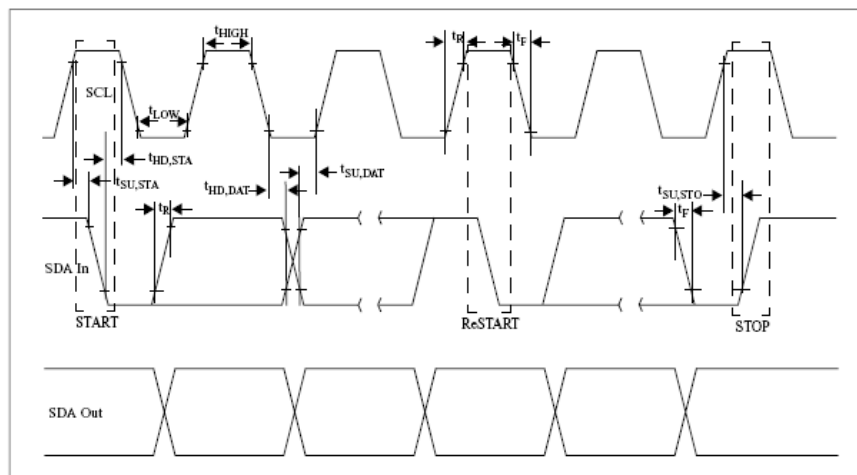 tHIGH
tR
tF
SCL
tLOW
tHD,STA
tSU,STA
tHD,DAT
tSU,DAT
tR
tSU,STO
tF
SDA In
START
ReSTART
STOP
SDA Out